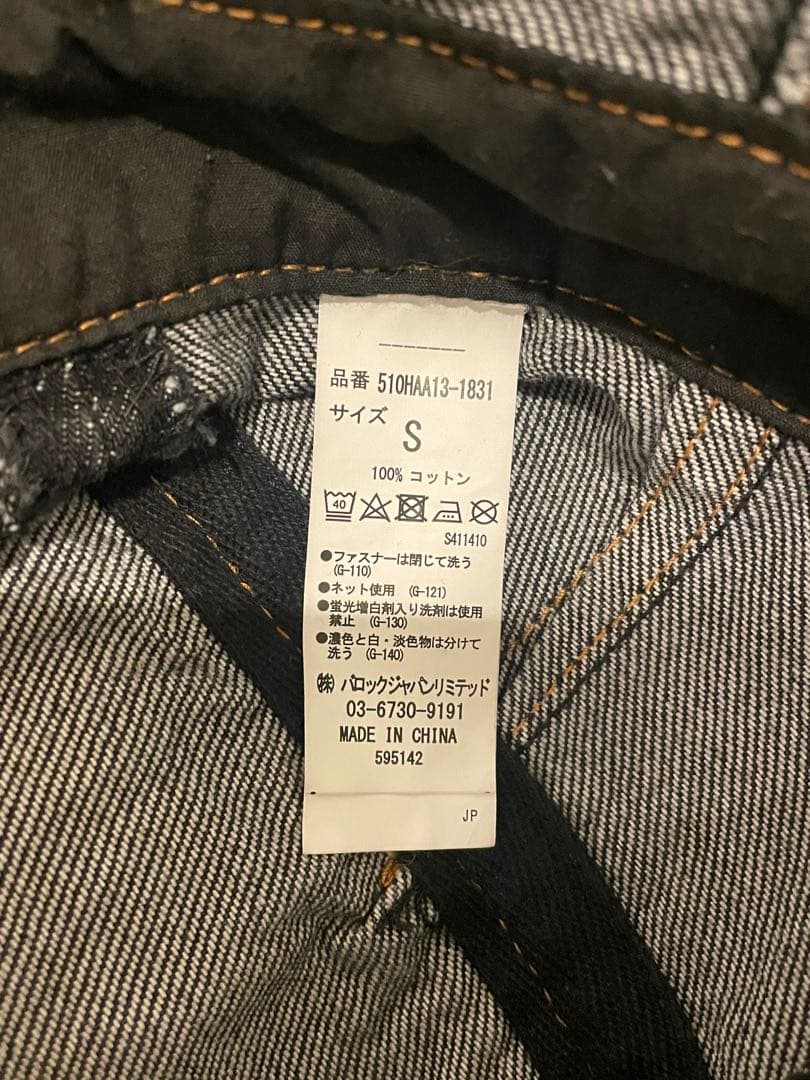 品番 510HAA13-1831
サイズ
S
100% コットン
40
S411410
●ファスナーは閉じて洗う
(G-110)
●ネット使用 (G-121)
●蛍光増白剤入り洗剤は使用
禁止 (G-130)
●濃色と白・淡色物は分けて
洗う (G-140)
㈱ バロックジャパンリミテッド
03-6730-9191
MADE IN CHINA
595142
JP